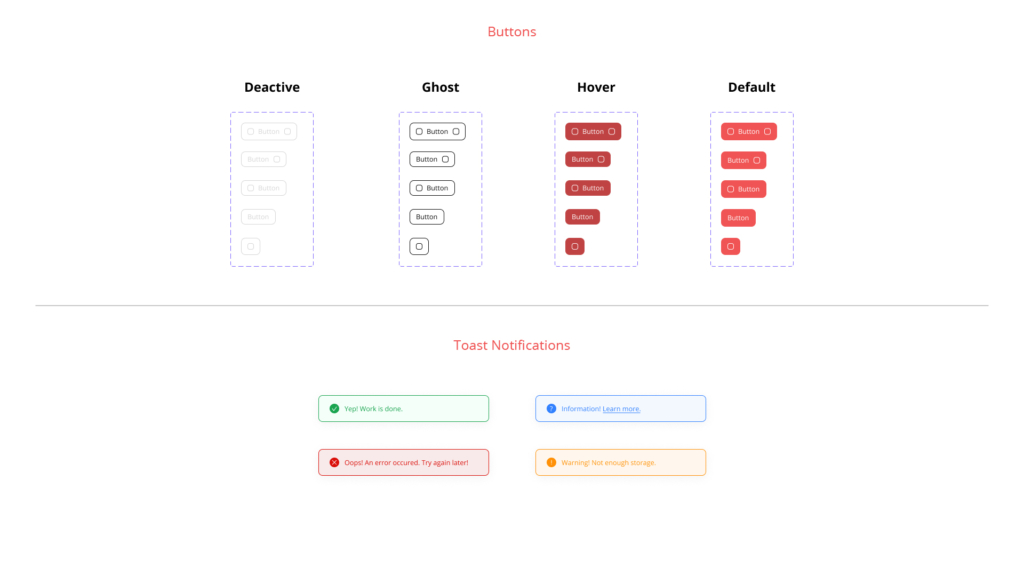 Buttons
Deactive Ghost Hover Default
Button Button Button Button
Button Button Button Button
Button Button Button Button
Button Button Button Button
Toast Notifications
Yep! Work is done.
? Information! Learn more.
Oops! An error occured. Try again later!
! Warning! Not enough storage.